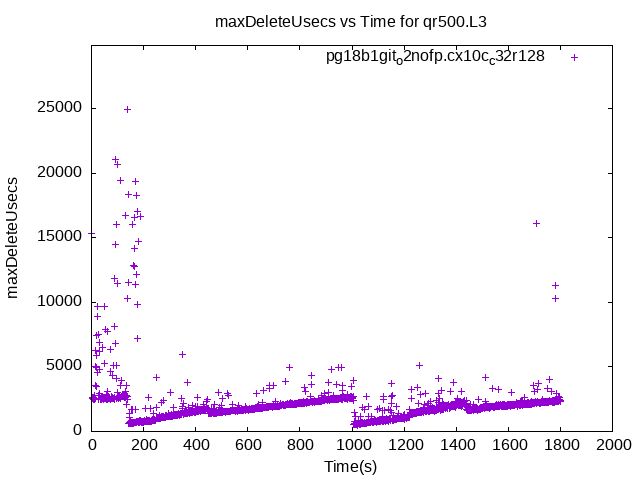 maxDeleteUsecs vs Time for qr500.L3
pg18b1git_o2nofp.cx10c_c32r128
25000
20000
15000
10000
5000
0
maxDeleteUsecs
0 200 400 600 800 1000 1200 1400 1600 1800 2000
Time(s)